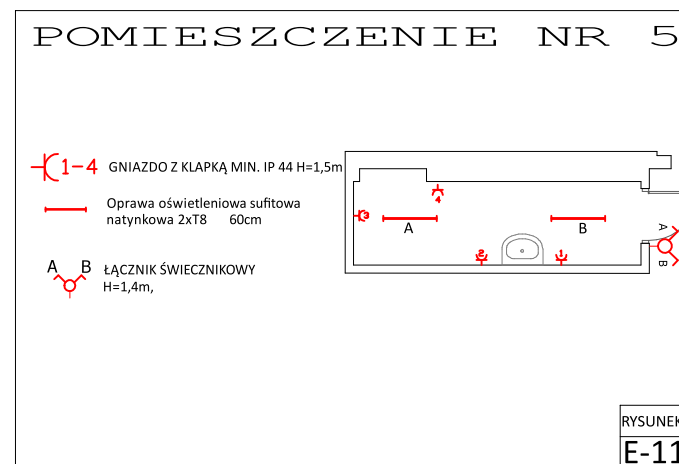 POMIESZCZENIE NR 5
1-4 GNIAZDO Z KLAPKĄ MIN. IP 44 H=1,5m
Oprawa oświetleniowa sufitowa
natynkowa 2xT8 60cm
A B ŁĄCZNIK ŚWIECZNIKOWY
H=1,4m,
4
3
A
B
2
1
A
B
RYSUNEK
E-11